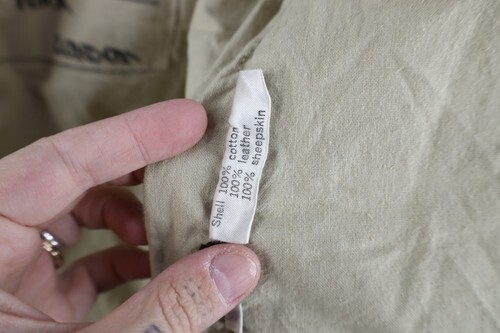 Shell 100% cotton
100% leather
100% sheepskin